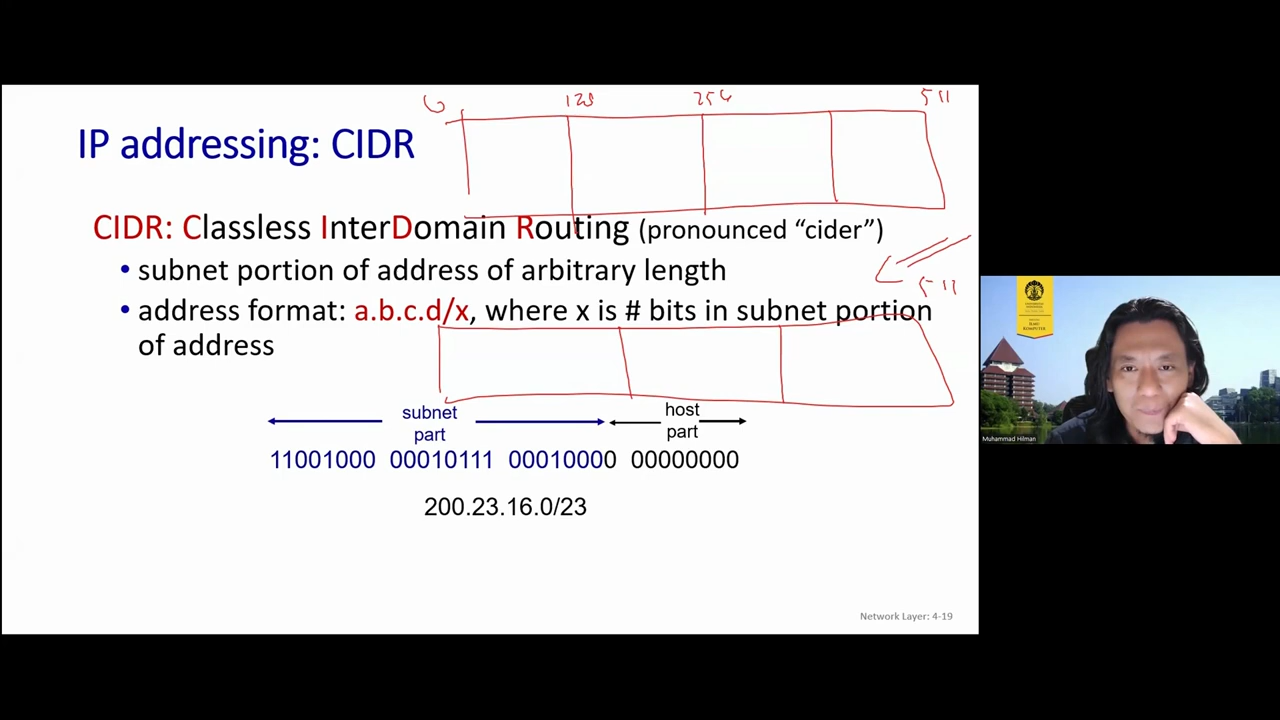 0 128 256 511
IP addressing: CIDR
CIDR: Classless InterDomain Routing (pronounced “cider”)
• subnet portion of address of arbitrary length
511
• address format: a.b.c.d/x, where x is # bits in subnet portion
of address
subnet part
host part
11001000 00010111 00010000 00000000
200.23.16.0/23
Network Layer: 4-19
ILMU
KOMPUTER
Muhammad Hilman